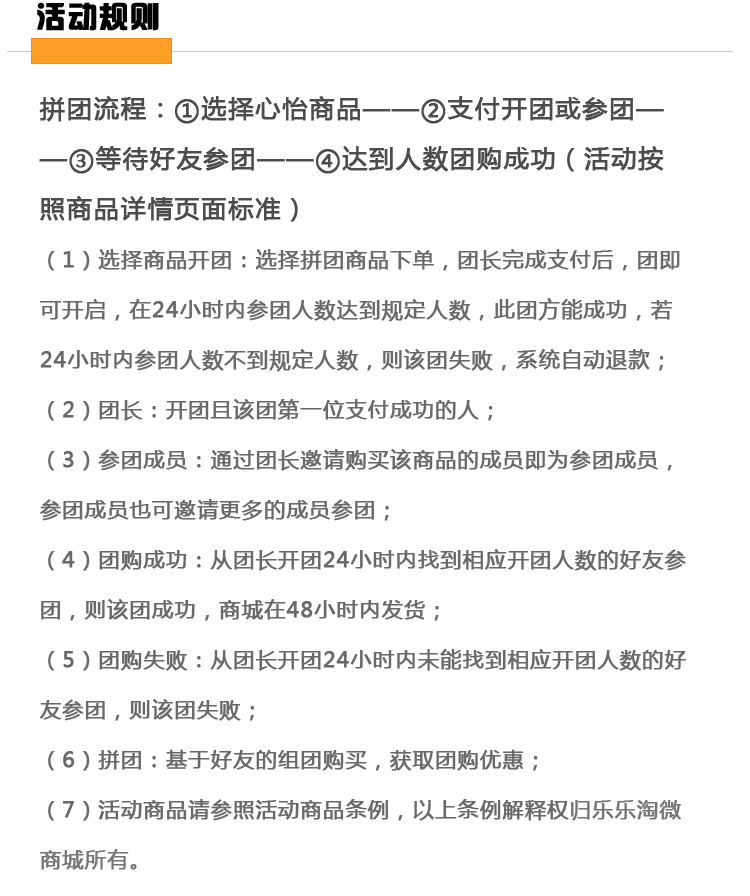 活动规则
拼团流程：①选择心怡商品——②支付开团或参团—
—③等待好友参团——④达到人数团购成功（活动按
照商品详情页面标准）
（1）选择商品开团：选择拼团商品下单，团长完成支付后，团即
可开启，在24小时内参团人数达到规定人数，此团方能成功，若
24小时内参团人数不到规定人数，则该团失败，系统自动退款；
（2）团长：开团且该团第一位支付成功的人；
（3）参团成员：通过团长邀请购买该商品的成员即为参团成员，
参团成员也可邀请更多的成员参团；
（4）团购成功：从团长开团24小时内找到相应开团人数的好友参
团，则该团成功，商城在48小时内发货；
（5）团购失败：从团长开团24小时内未能找到相应开团人数的好
友参团，则该团失败；
（6）拼团：基于好友的组团购买，获取团购优惠；
（7）活动商品请参照活动商品条例，以上条例解释权归乐乐淘微
商城所有。